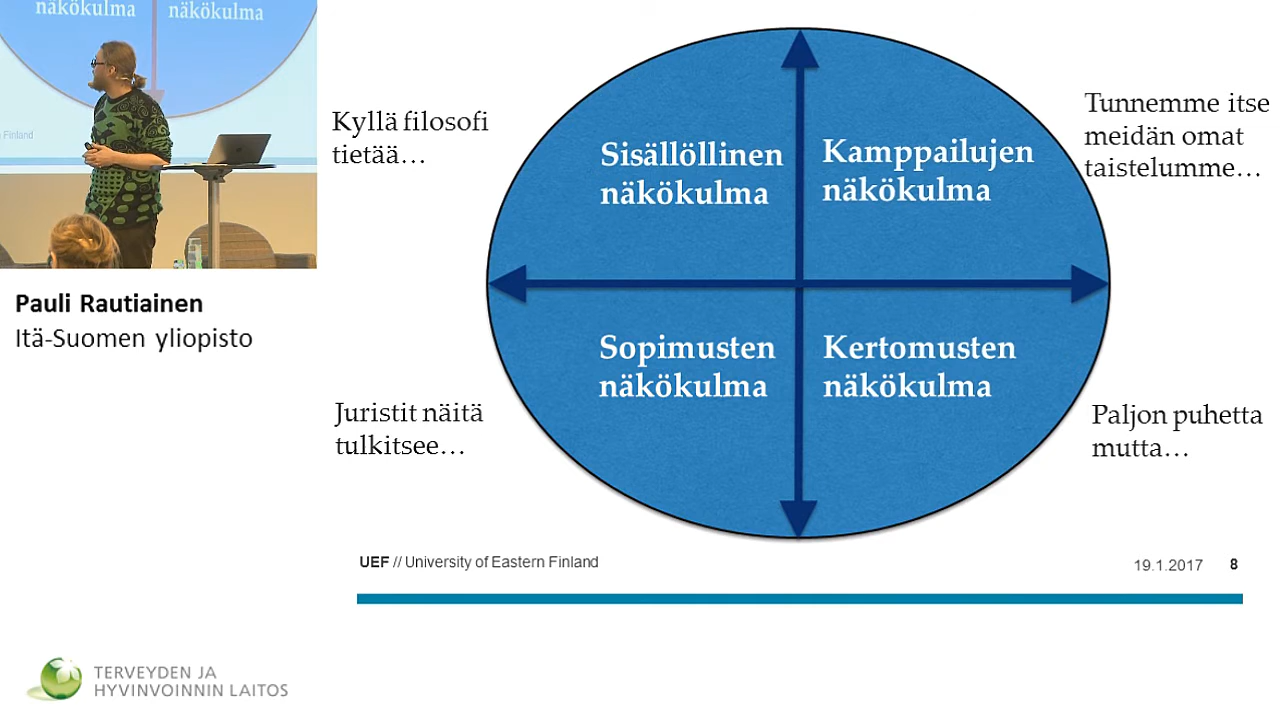 näkökulma
näkökulma
n Finland
Pauli Rautiainen
Itä-Suomen yliopisto
Kyllä filosofi
tietää…
Sisällöllinen
näkökulma
Kamppailujen
näkökulma
Tunnemme itse
meidän omat
taistelumme…
Juristit näitä
tulkitsee…
Sopimusten
näkökulma
Kertomusten
näkökulma
Paljon puhetta
mutta…
UEF // University of Eastern Finland
19.1.2017 8
TERVEYDEN JA
HYVINVOINNIN LAITOS